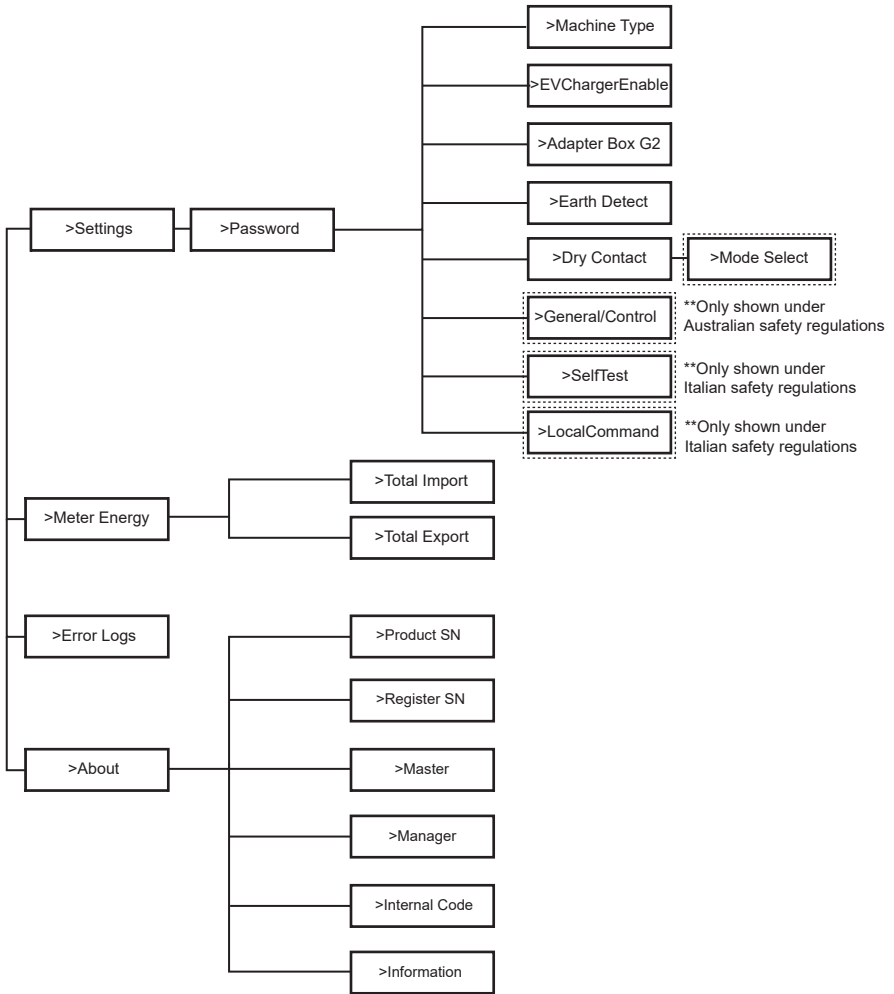 >Machine Type
>EVChargerEnable
>Adapter Box G2
>Earth Detect
>Settings
>Password
>Dry Contact
>Mode Select
>General/Control
**Only shown under
Australian safety regulations
>SelfTest
**Only shown under
Italian safety regulations
>LocalCommand
**Only shown under
Italian safety regulations
>Meter Energy
>Total Import
>Total Export
>Error Logs
>About
>Product SN
>Register SN
>Master
>Manager
>Internal Code
>Information